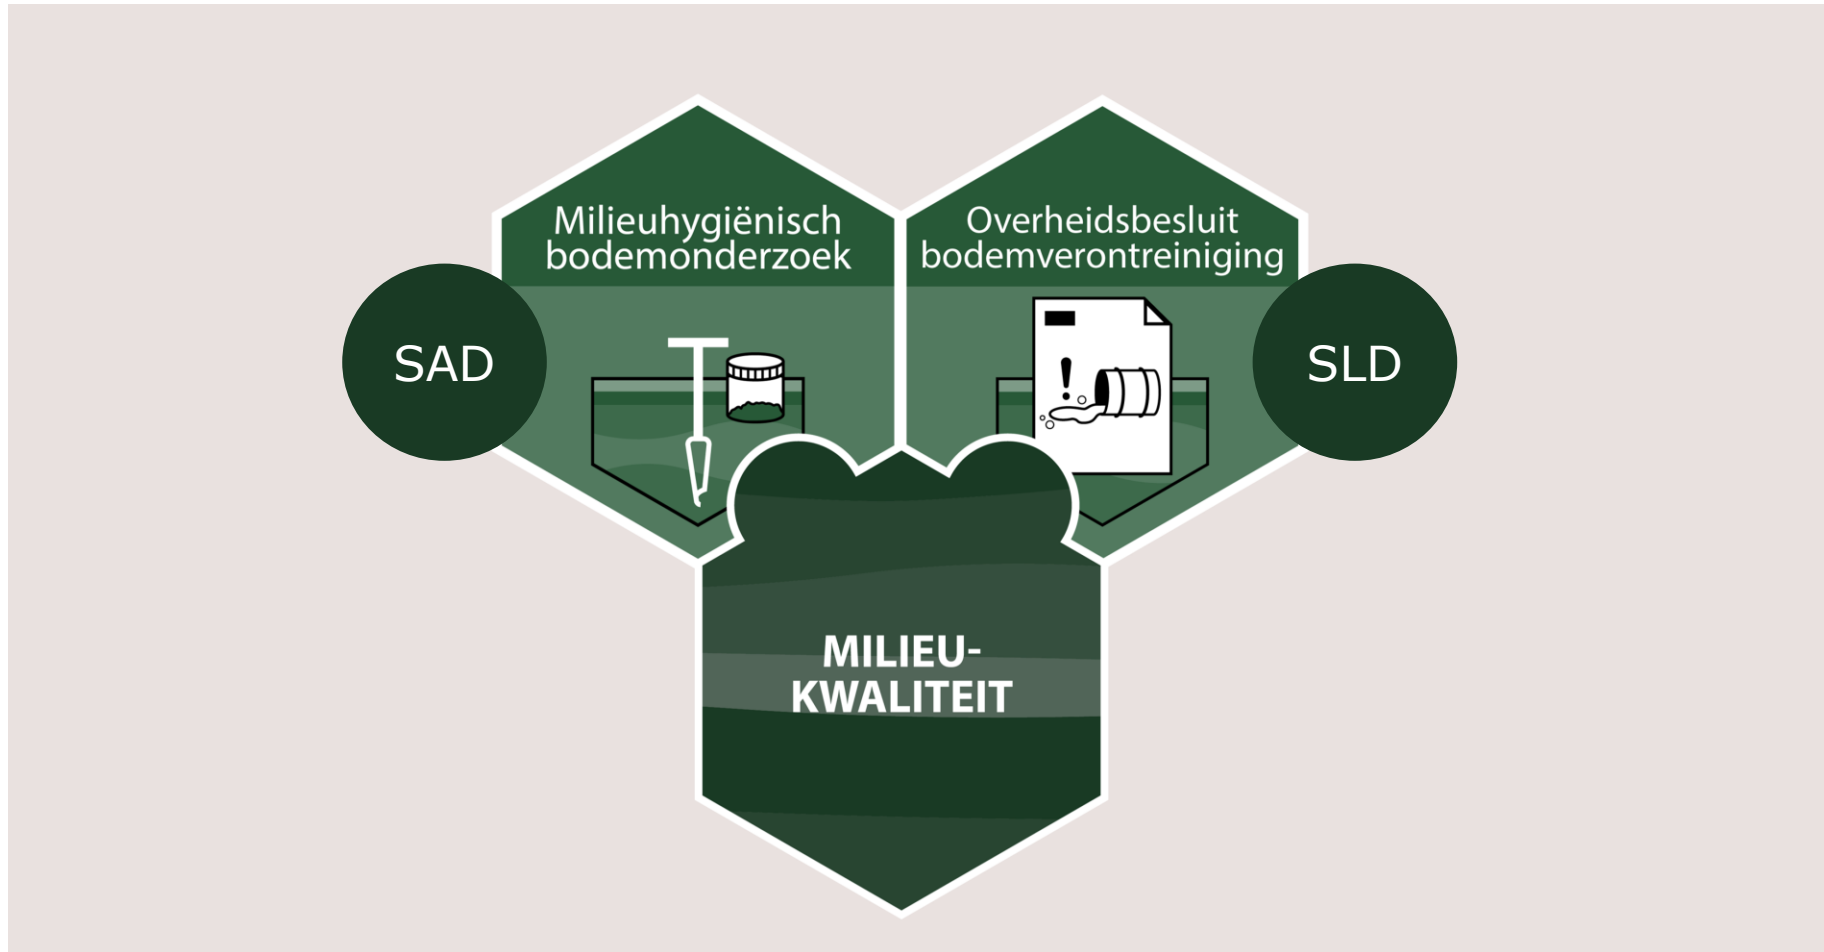 Milieuhygiënisch
bodemonderzoek
Overheidsbesluit
bodemverontreiniging
SAD
SLD
!
MILIEU-
KWALITEIT